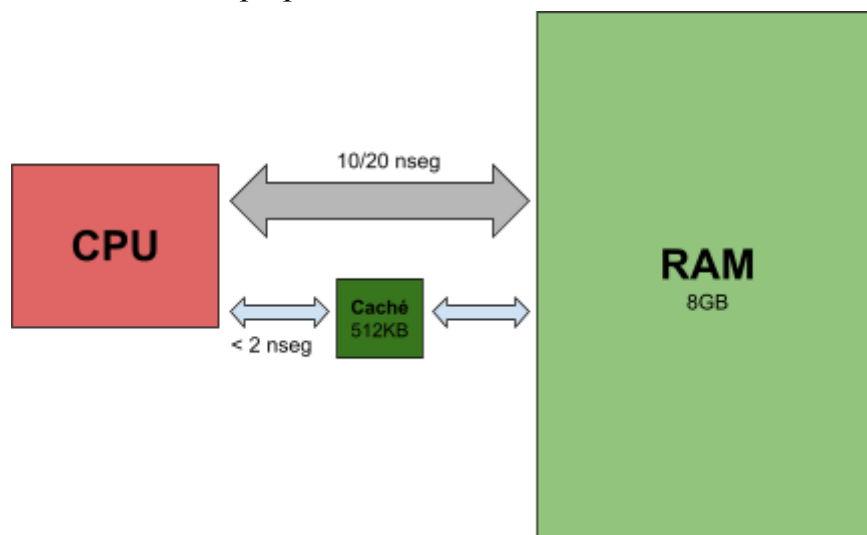 10/20 nseg
CPU
RAM
8GB
Caché
512KB
< 2 nseg